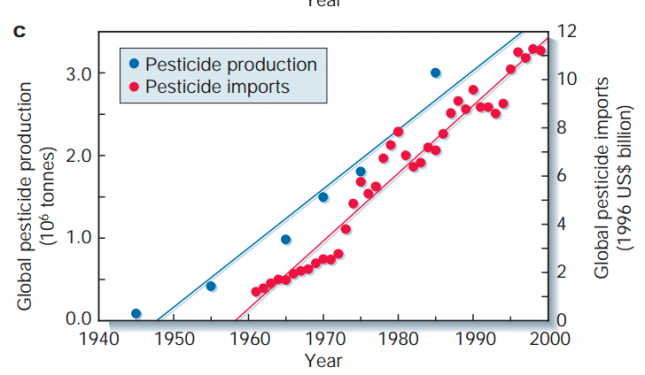 Year
c
Pesticide production
Pesticide imports
Global pesticide production
(10⁶ tonnes)
3.0
2.0
1.0
0.0
12
10
8
6
4
2
0
Global pesticide imports
(1996 US$ billion)
1940 1950 1960 1970 1980 1990 2000
Year